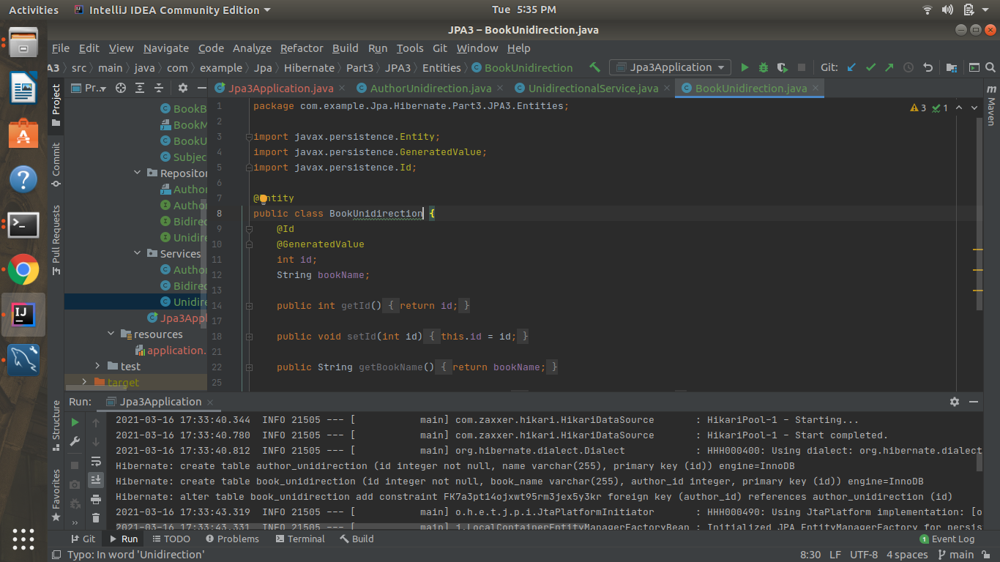 Activities IntelliJ IDEA Community Edition Tue 5:35 PM
JPA3 – BookUnidirection.java
File Edit View Navigate Code Analyze Refactor Build Run Tools Git Window Help
A3 src main java com example Jpa Hibernate Part3 JPA3 Entities BookUnidirection Jpa3Application Git:
Project Pr... Jpa3Application.java AuthorUnidirection.java UnidirectionalService.java BookUnidirection.java
Commit
Pull Requests
Structure
Favorites
Maven
BookB
BookM
BookU
Subjec
Repositor
Author
Author
Bidirec
Unidire
Services
Author
Bidirec
Unidire
Jpa3Appl
resources
application.
test
target
3 1
1 package com.example.Jpa.Hibernate.Part3.JPA3.Entities;
2
3 import javax.persistence.Entity;
4 import javax.persistence.GeneratedValue;
5 import javax.persistence.Id;
6
7 @Entity
8 public class BookUnidirection {
9 @Id
10 @GeneratedValue
11 int id;
12 String bookName;
13
14 public int getId() { return id; }
17
18 public void setId(int id) { this.id = id; }
21
22 public String getBookName() { return bookName; }
25
Run: Jpa3Application
2021-03-16 17:33:40.344 INFO 21505 --- [ main] com.zaxxer.hikari.HikariDataSource : HikariPool-1 - Starting...
2021-03-16 17:33:40.780 INFO 21505 --- [ main] com.zaxxer.hikari.HikariDataSource : HikariPool-1 - Start completed.
2021-03-16 17:33:40.812 INFO 21505 --- [ main] org.hibernate.dialect.Dialect : HHH000400: Using dialect: org.hibernate.dialect
Hibernate: create table author_unidirection (id integer not null, name varchar(255), primary key (id)) engine=InnoDB
Hibernate: create table book_unidirection (id integer not null, book_name varchar(255), author_id integer, primary key (id)) engine=InnoDB
Hibernate: alter table book_unidirection add constraint FK7a3pt14ojxwt95rm3jex5y3kr foreign key (author_id) references author_unidirection (id)
2021-03-16 17:33:43.319 INFO 21505 --- [ main] o.h.e.t.j.p.i.JtaPlatformInitiator : HHH000490: Using JtaPlatform implementation: [o
2021-03-16 17:33:43.331 INFO 21505 --- [ main] j.LocalContainerEntityManagerFactoryBean : Initialized JPA EntityManagerFactory for persis
Git Run TODO Problems Terminal Build 1 Event Log
Typo: In word 'Unidirection' 8:30 LF UTF-8 4 spaces main